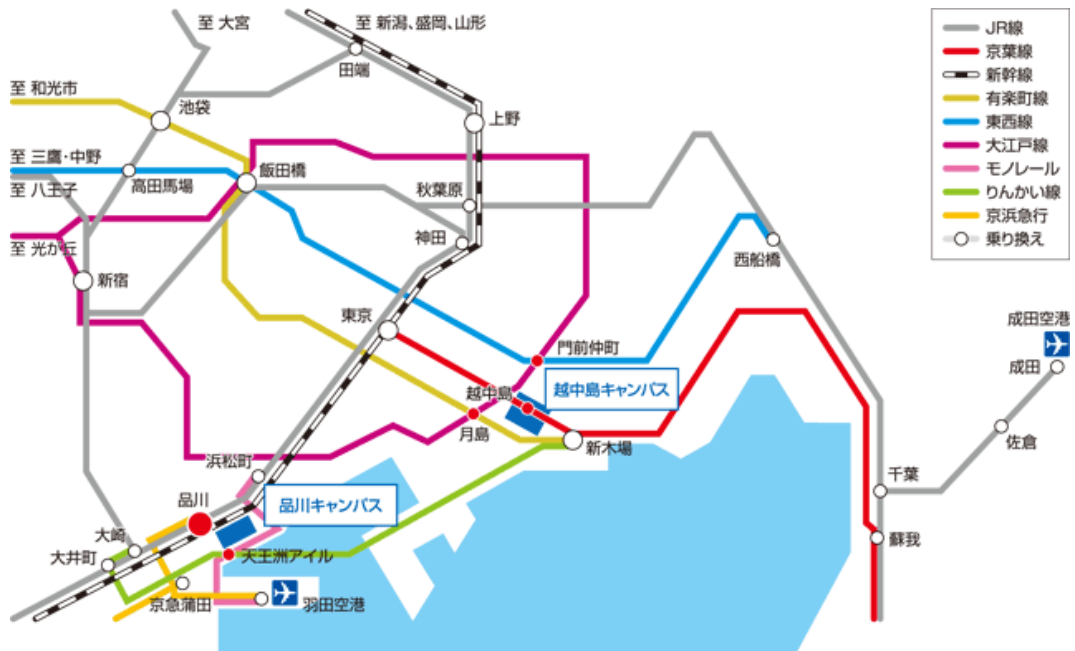 至 大宮
至 新潟、盛岡、山形
田端
至 和光市
池袋
上野
至 三鷹・中野
高田馬場
飯田橋
至 八王子
秋葉原
神田
至 光が丘
新宿
西船橋
東京
門前仲町
越中島
越中島キャンパス
月島
新木場
成田空港
成田
佐倉
千葉
蘇我
浜松町
品川
品川キャンパス
大崎
大井町
天王洲アイル
京急蒲田
羽田空港
JR線
京葉線
新幹線
有楽町線
東西線
大江戸線
モノレール
りんかい線
京浜急行
乗り換え